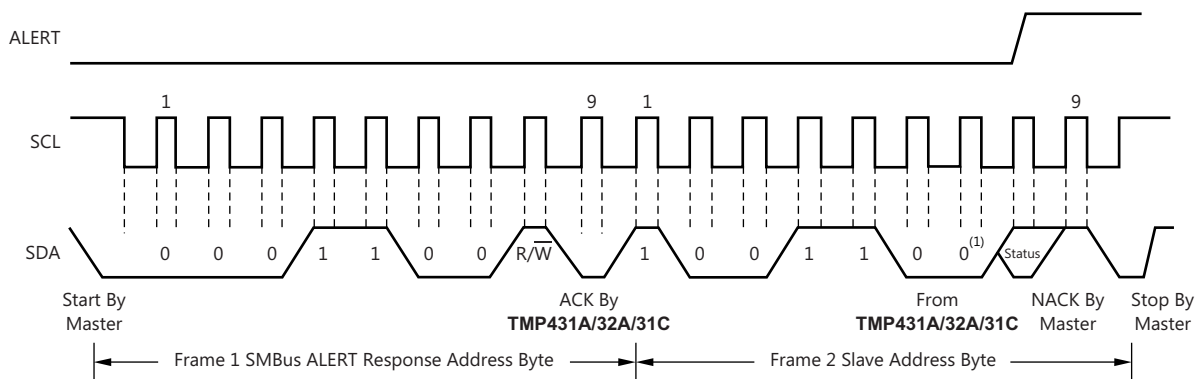 ALERT
1 9 1 9
SCL
SDA
0 0 0 1 1 0 0 R/W̅ 1 0 0 1 1 0 0(1) Status
Start By
Master
ACK By
TMP431A/32A/31C
From
TMP431A/32A/31C
NACK By
Master
Stop By
Master
Frame 1 SMBus ALERT Response Address Byte
Frame 2 Slave Address Byte